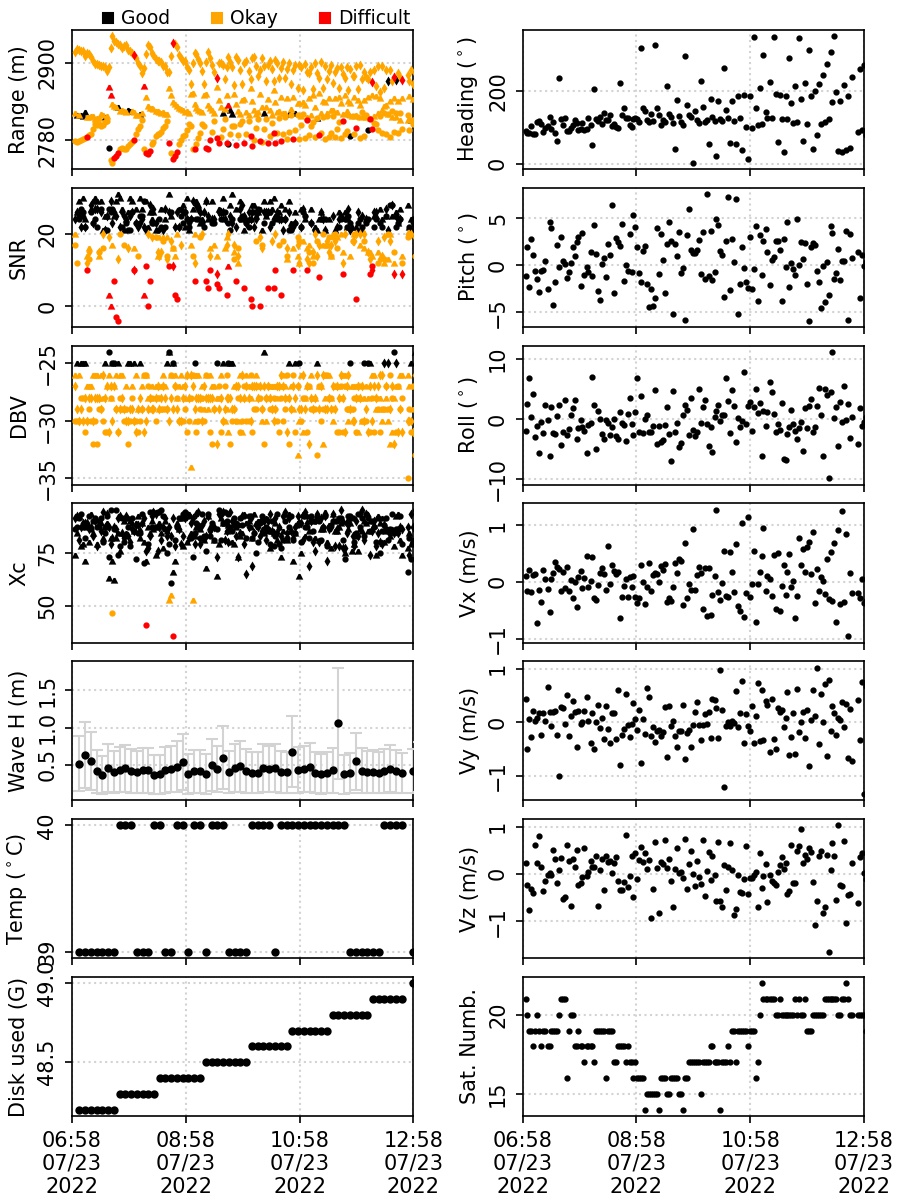 Good Okay Difficult
Range (m)
2900
2780
Heading (°)
200
0
SNR
20
0
Pitch (°)
5
0
−5
DBV
−25
−30
−35
Roll (°)
10
0
−10
Xc
75
50
Vx (m/s)
1
0
−1
Wave H (m)
1.5
1.0
0.5
Vy (m/s)
1
0
−1
Temp (°C)
40
39
Vz (m/s)
1
0
−1
Disk used (G)
49.0
48.5
Sat. Numb.
20
15
06:58 08:58 10:58 12:58 06:58 08:58 10:58 12:58
07/23 07/23 07/23 07/23 07/23 07/23 07/23 07/23
2022 2022 2022 2022 2022 2022 2022 2022